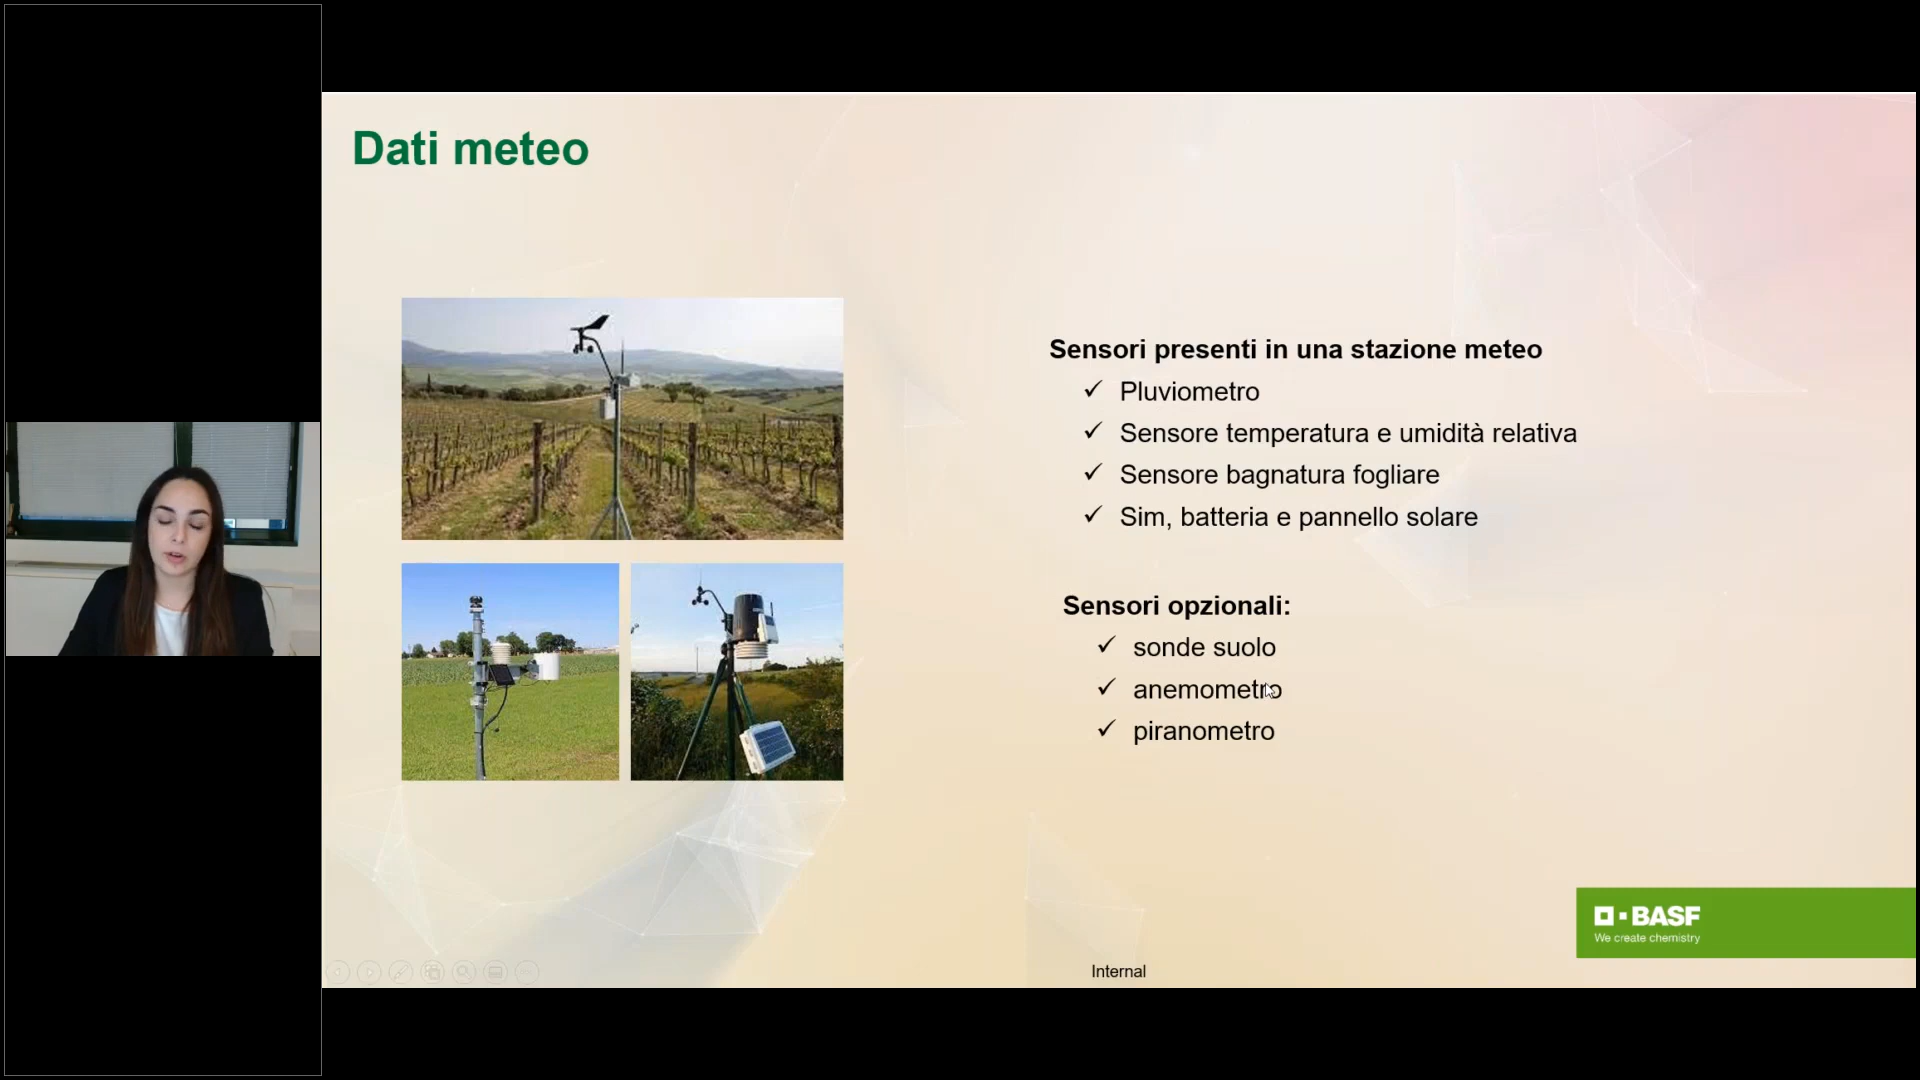 Dati meteo
Sensori presenti in una stazione meteo
✓ Pluviometro
✓ Sensore temperatura e umidità relativa
✓ Sensore bagnatura fogliare
✓ Sim, batteria e pannello solare
Sensori opzionali:
✓ sonde suolo
✓ anemometro
✓ piranometro
BASF
We create chemistry
Internal